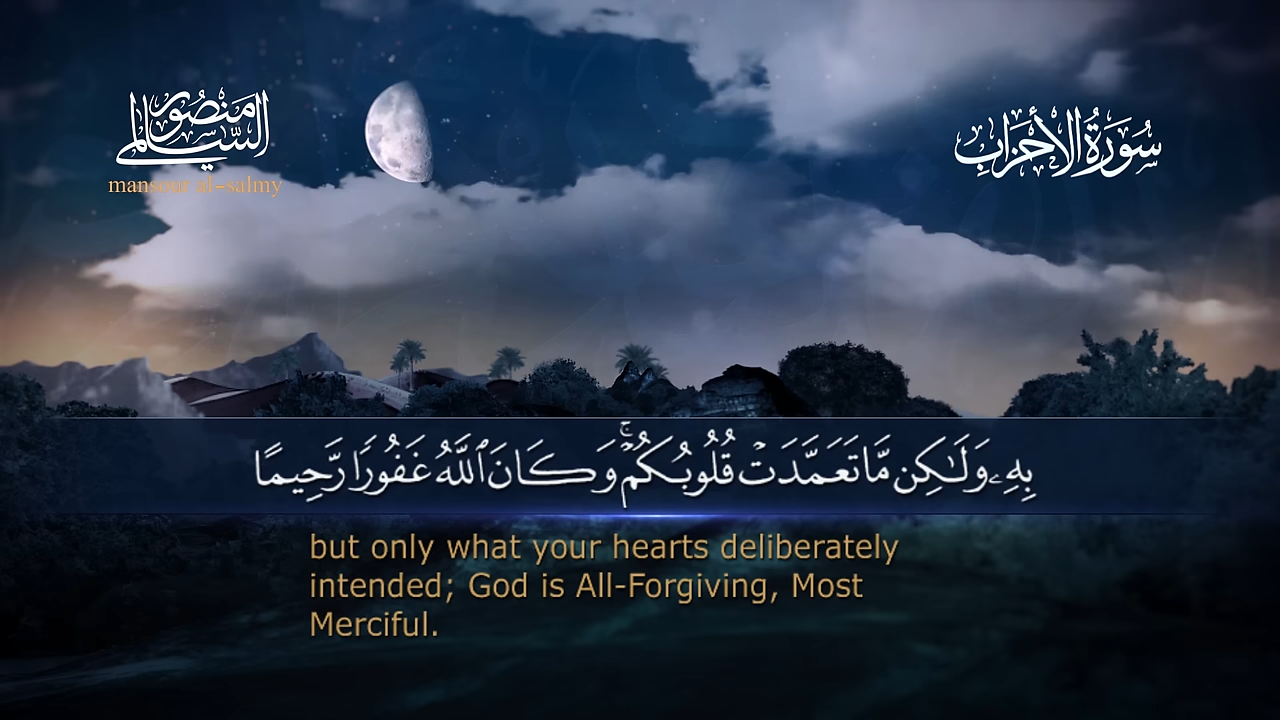 منصور السالمي
mansour al-salmy
سُورَةُ الأَحْزَابِ
بِهِۦ وَلَٰكِن مَّا تَعَمَّدَتْ قُلُوبُكُمْ ۚ وَكَانَ ٱللَّهُ غَفُورًا رَّحِيمًا
but only what your hearts deliberately
intended; God is All-Forgiving, Most
Merciful.